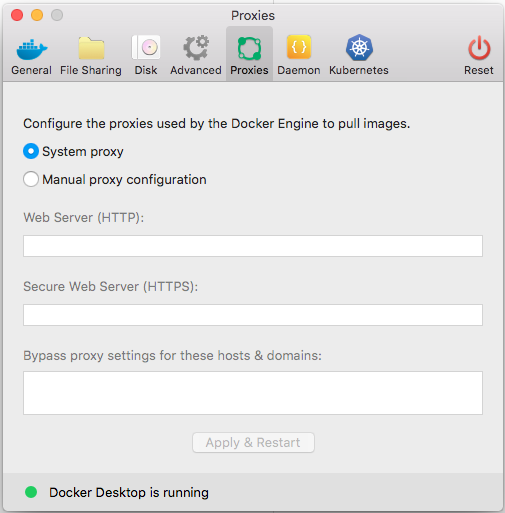 Proxies
General File Sharing Disk Advanced Proxies Daemon Kubernetes Reset
Configure the proxies used by the Docker Engine to pull images.
System proxy
Manual proxy configuration
Web Server (HTTP):
Secure Web Server (HTTPS):
Bypass proxy settings for these hosts & domains:
Apply & Restart
Docker Desktop is running